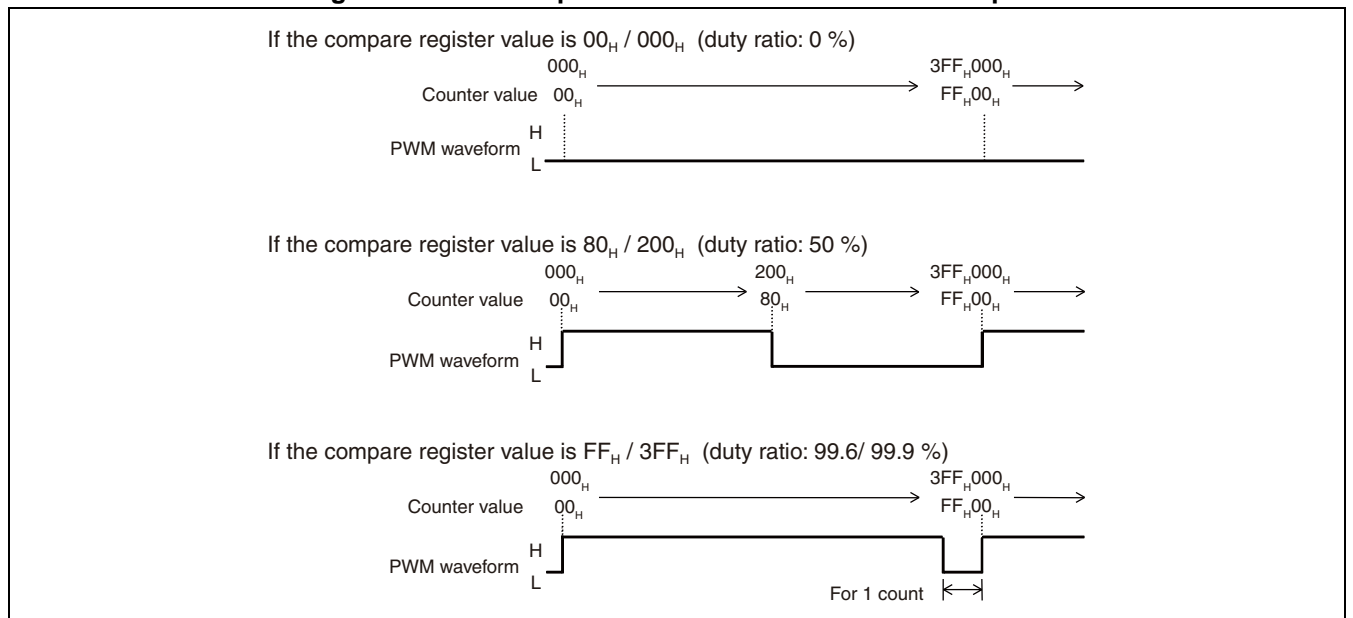 If the compare register value is 00H / 000H (duty ratio: 0 %)
000H 3FFH000H
Counter value 00H FFH00H
H
PWM waveform
L
If the compare register value is 80H / 200H (duty ratio: 50 %)
000H 200H 3FFH000H
Counter value 00H 80H FFH00H
H
PWM waveform
L
If the compare register value is FFH / 3FFH (duty ratio: 99.6/ 99.9 %)
000H 3FFH000H
Counter value 00H FFH00H
H
PWM waveform
L
For 1 count